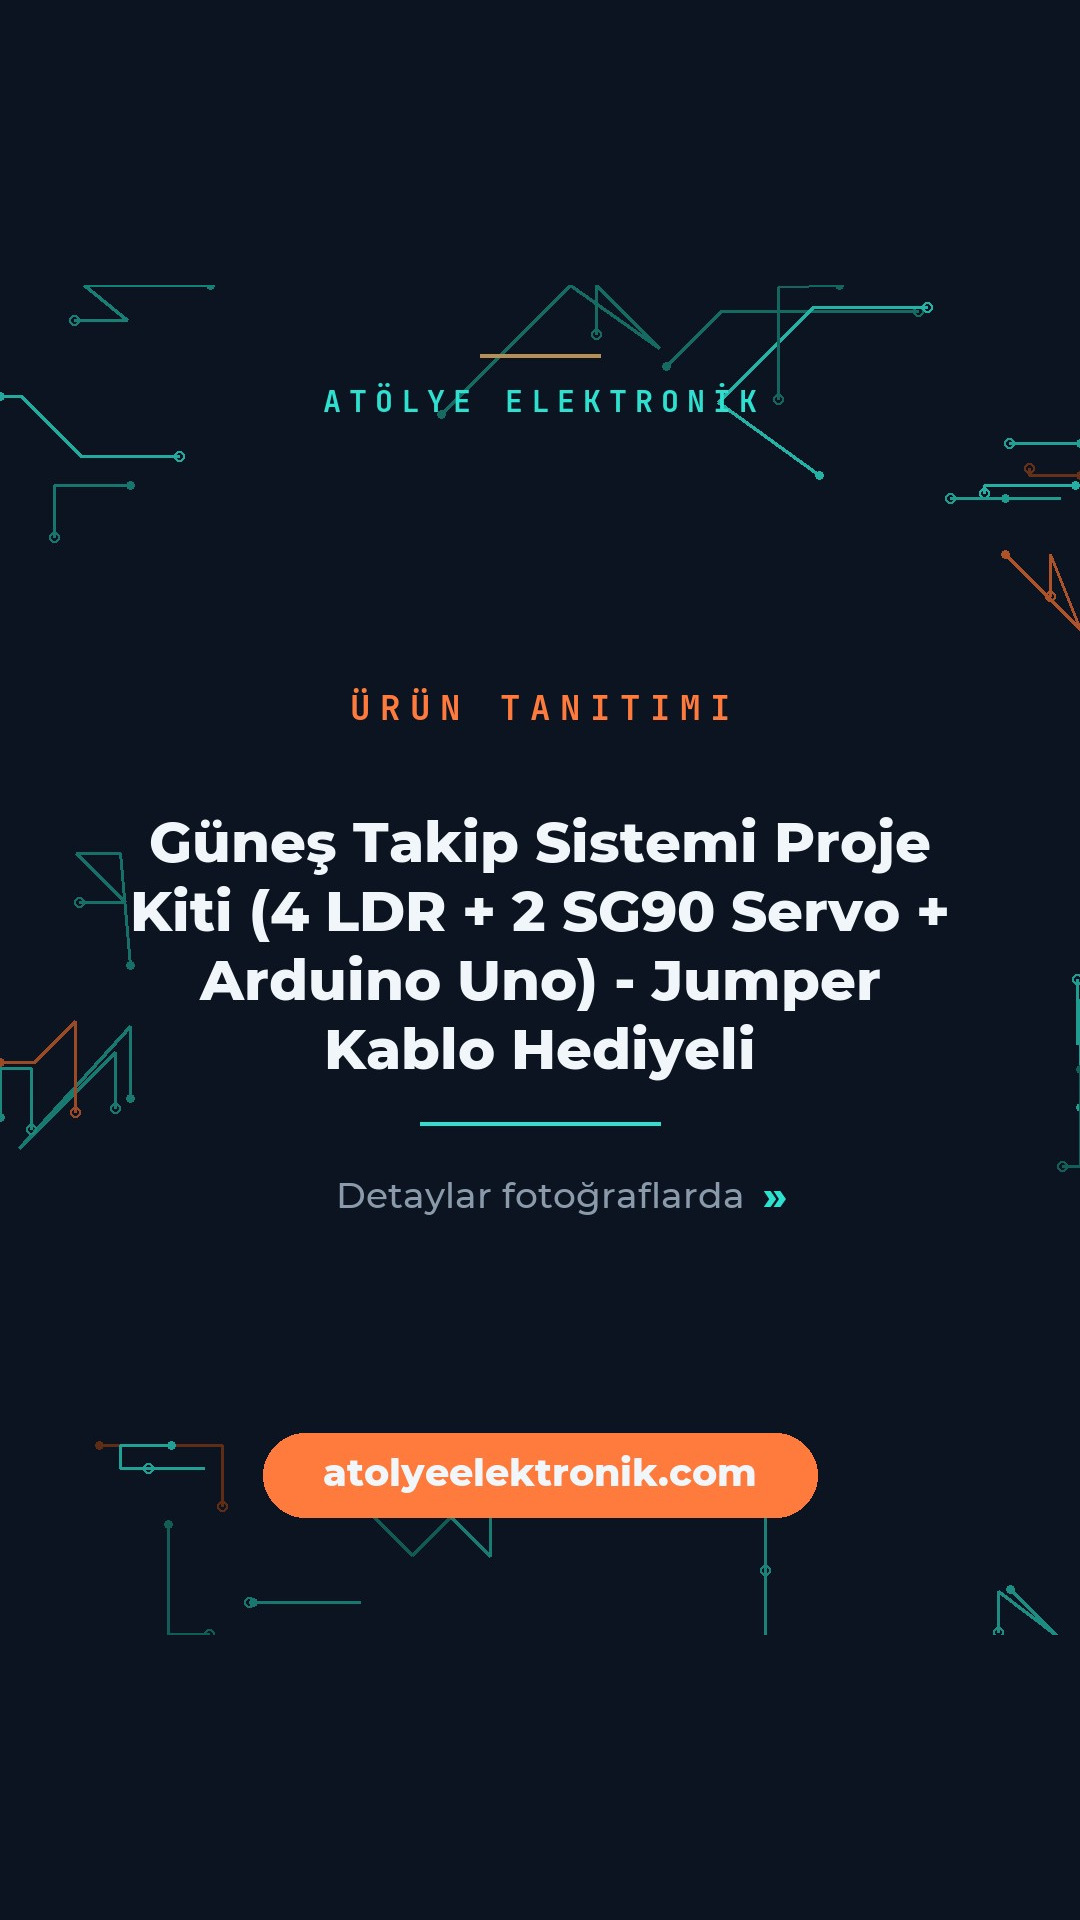 ATÖLYE ELEKTRONİK
ÜRÜN TANITIMI
Güneş Takip Sistemi Proje
Kiti (4 LDR + 2 SG90 Servo +
Arduino Uno) - Jumper
Kablo Hediyeli
Detaylar fotoğraflarda »
atolyeelektronik.com